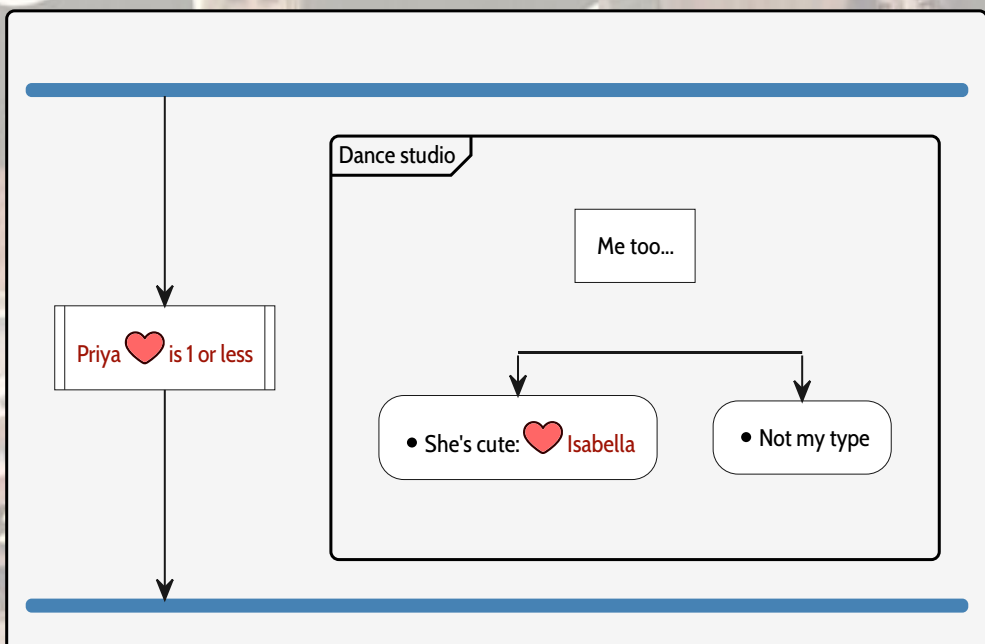 Dance studio
Me too...
Priya is 1 or less
• She's cute: Isabella
• Not my type